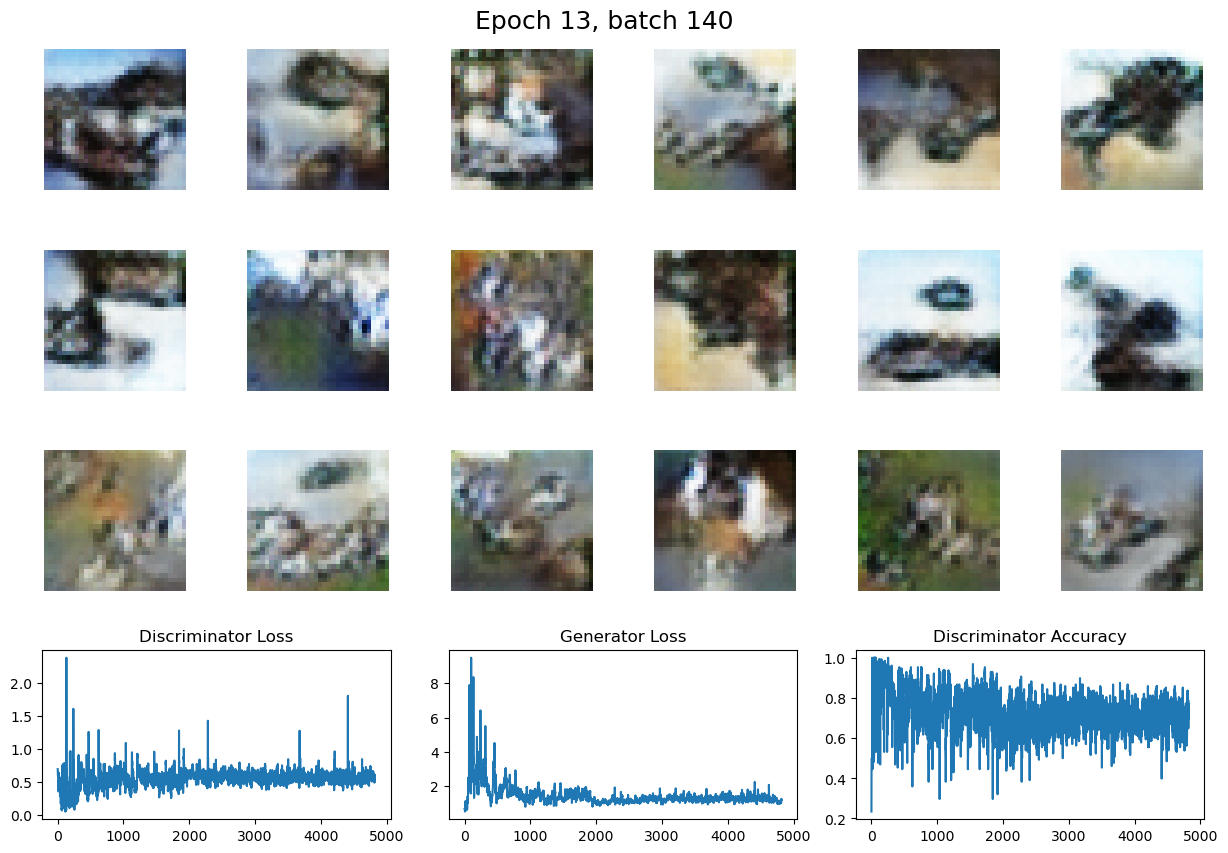 Epoch 13, batch 140
Discriminator Loss
Generator Loss
Discriminator Accuracy
2.0
1.5
1.0
0.5
0.0
0 1000 2000 3000 4000 5000
8
6
4
2
0 1000 2000 3000 4000 5000
1.0
0.8
0.6
0.4
0.2
0 1000 2000 3000 4000 5000